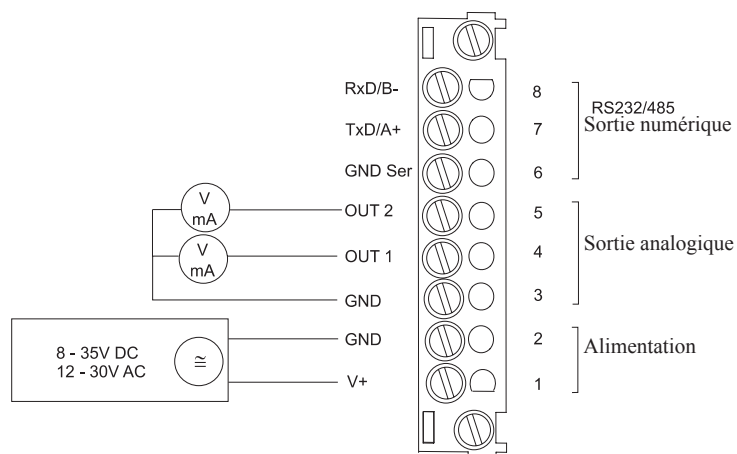 RxD/B- 8
RS232/485
TxD/A+ 7 Sortie numérique
GND Ser 6
V
mA
OUT 2 5
V
mA
OUT 1 4 Sortie analogique
GND 3
GND 2 Alimentation
8 - 35V DC
12 - 30V AC
≅
V+ 1